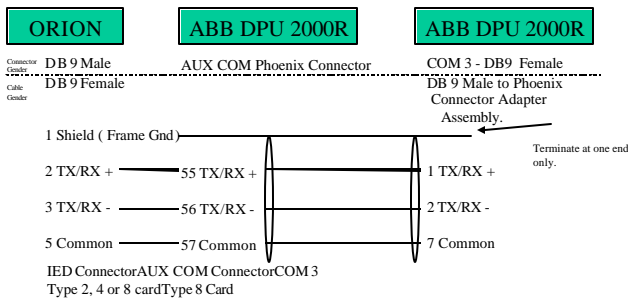 ORION ABB DPU 2000R ABB DPU 2000R
Connector
Gender
DB 9 Male AUX COM Phoenix Connector COM 3 - DB9 Female
Cable
Gender
DB 9 Female DB 9 Male to Phoenix
Connector Adapter
Assembly.
1 Shield ( Frame Gnd)
Terminate at one end
only.
2 TX/RX + 55 TX/RX + 1 TX/RX +
3 TX/RX - 56 TX/RX - 2 TX/RX -
5 Common 57 Common 7 Common
IED ConnectorAUX COM ConnectorCOM 3
Type 2, 4 or 8 cardType 8 Card